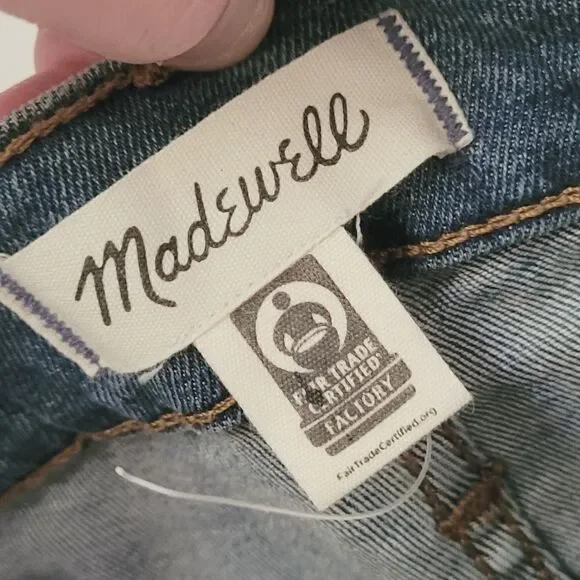 Madewell
FAIR TRADE
CERTIFIED
FACTORY
FairTradeCertified.org